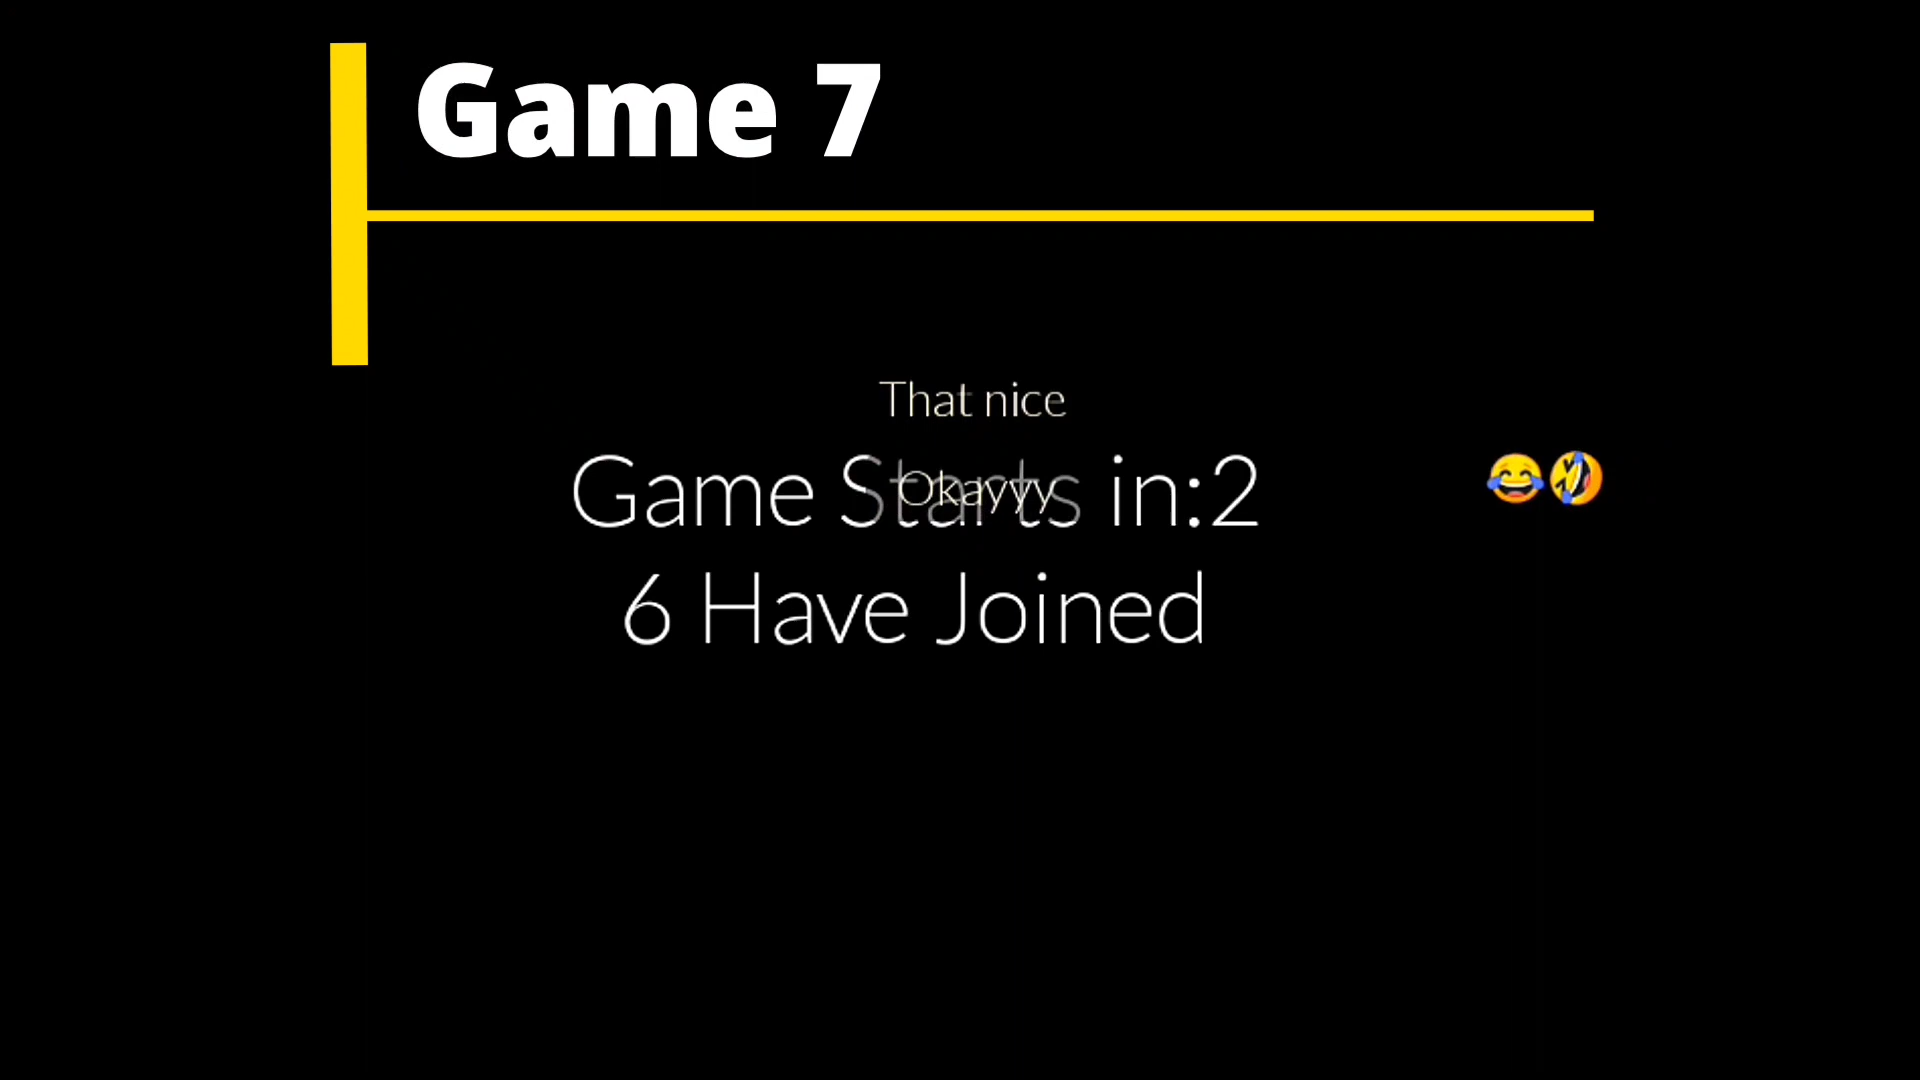 Game 7
That nice
Game Starts in:2
Okayyy
😂🤣
6 Have Joined